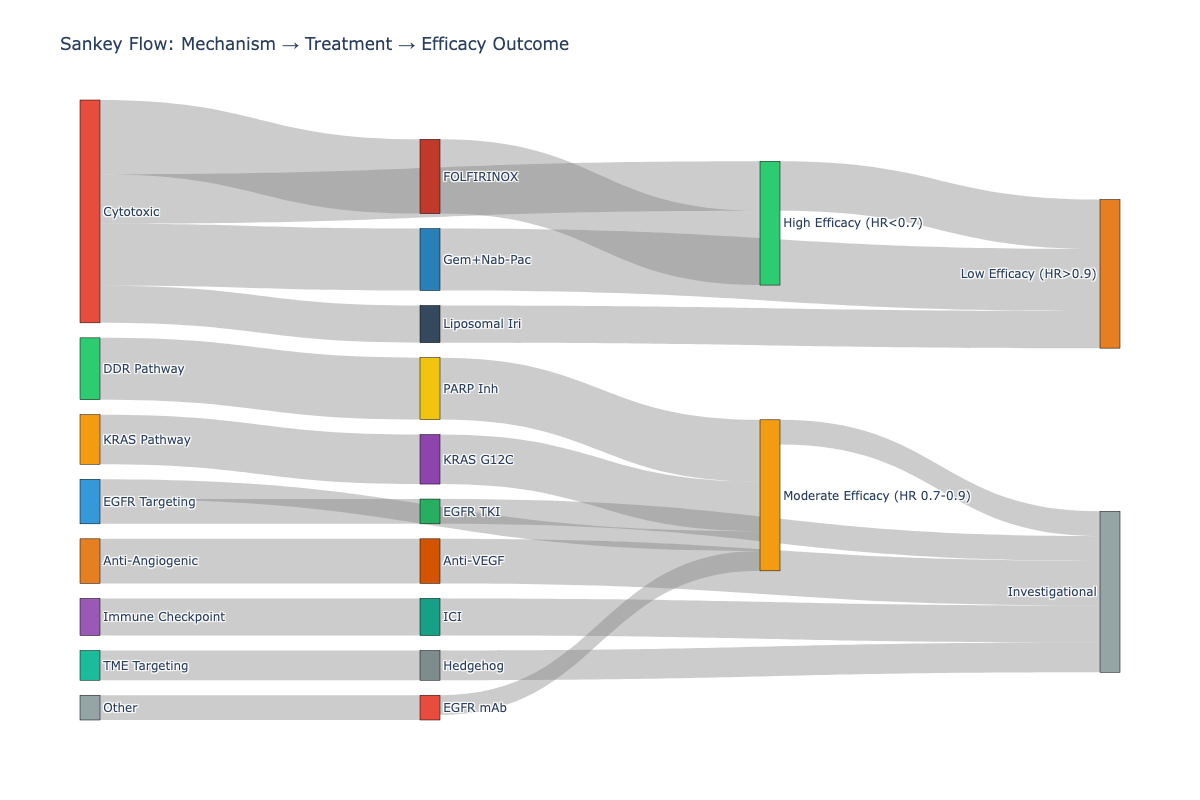 Sankey Flow: Mechanism → Treatment → Efficacy Outcome
Cytotoxic
DDR Pathway
KRAS Pathway
EGFR Targeting
Anti-Angiogenic
Immune Checkpoint
TME Targeting
Other
FOLFIRINOX
Gem+Nab-Pac
Liposomal Iri
PARP Inh
KRAS G12C
EGFR TKI
Anti-VEGF
ICI
Hedgehog
EGFR mAb
High Efficacy (HR<0.7)
Moderate Efficacy (HR 0.7-0.9)
Low Efficacy (HR>0.9)
Investigational